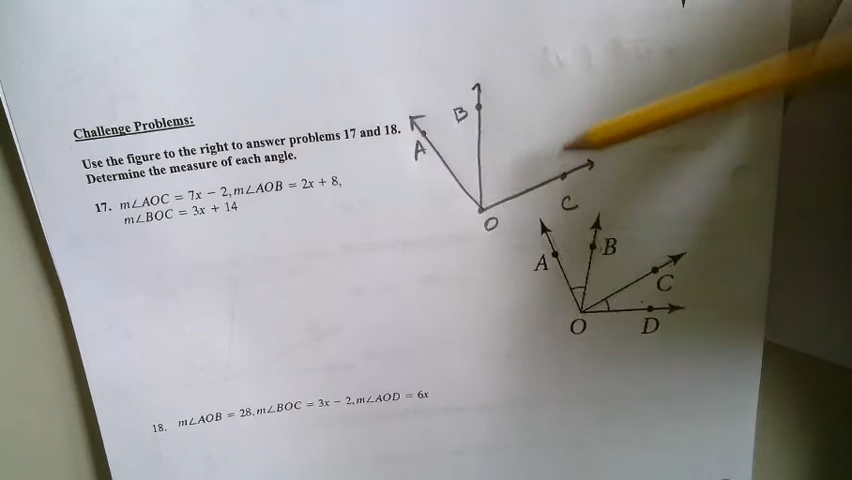 Challenge Problems:
Use the figure to the right to answer problems 17 and 18.
Determine the measure of each angle.
17. m∠AOC = 7x − 2, m∠AOB = 2x + 8,
m∠BOC = 3x + 14
A
B
C
O
A
B
C
O
D
18. m∠AOB = 28, m∠BOC = 3x − 2, m∠AOD = 6x